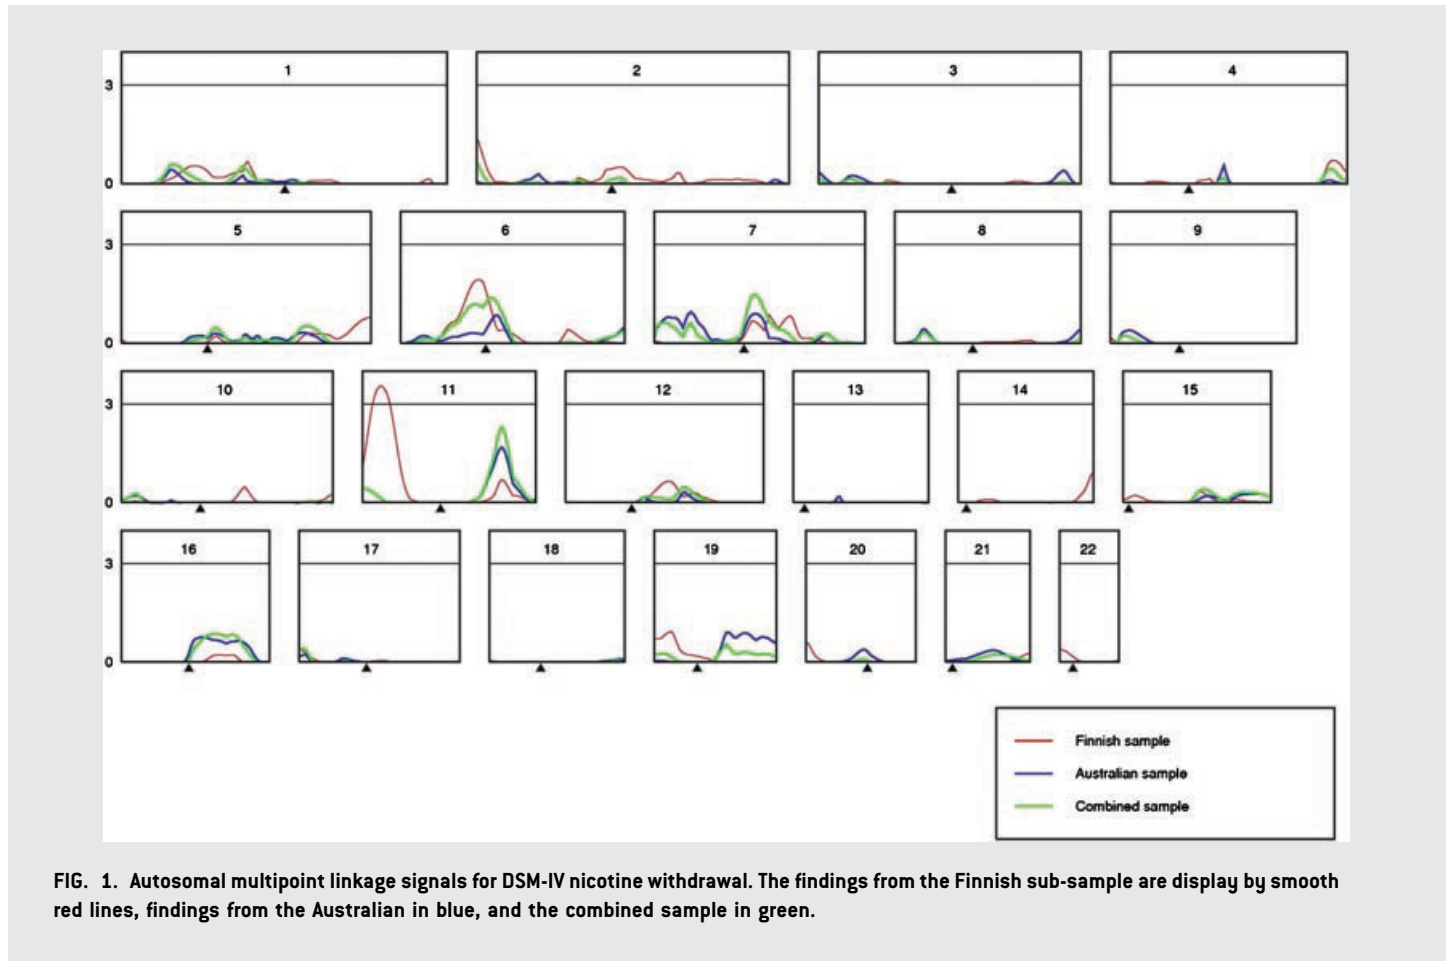 1 2 3 4
3
0
5 6 7 8 9
3
0
10 11 12 13 14 15
3
0
16 17 18 19 20 21 22
3
0
Finnish sample
Australian sample
Combined sample
FIG. 1. Autosomal multipoint linkage signals for DSM-IV nicotine withdrawal. The findings from the Finnish sub-sample are display by smooth
red lines, findings from the Australian in blue, and the combined sample in green.